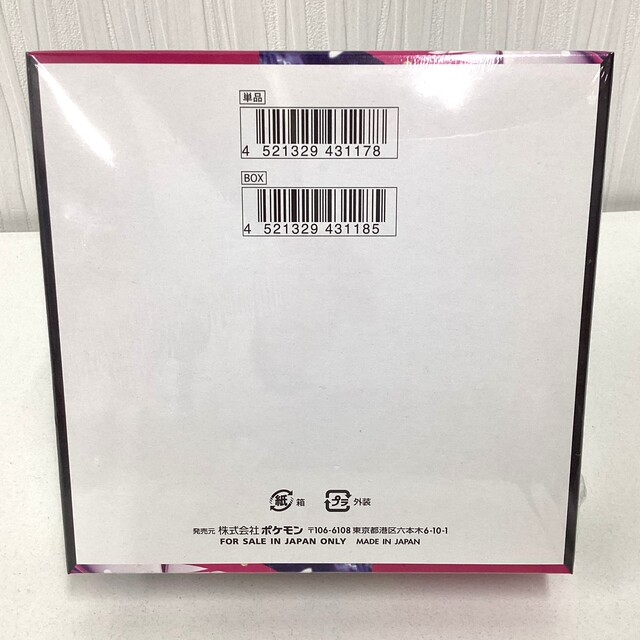 単品
4 521329 431178
BOX
4 521329 431185
紙 箱 プラ 外装
発売元 株式会社ポケモン 〒106-6108 東京都港区六本木6-10-1
FOR SALE IN JAPAN ONLY MADE IN JAPAN